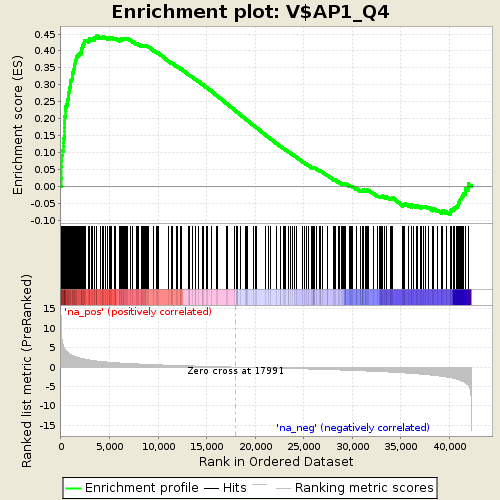 Enrichment plot: V$AP1_Q4
Enrichment score (ES)
0.45
0.40
0.35
0.30
0.25
0.20
0.15
0.10
0.05
0.00
-0.05
-0.10
Ranked list metric (PreRanked)
15
10
5
0
-5
-10
-15
'na_pos' (positively correlated)
Zero cross at 17991
'na_neg' (negatively correlated)
0
5,000
10,000
15,000
20,000
25,000
30,000
35,000
40,000
Rank in Ordered Dataset
Enrichment profile
Hits
Ranking metric scores